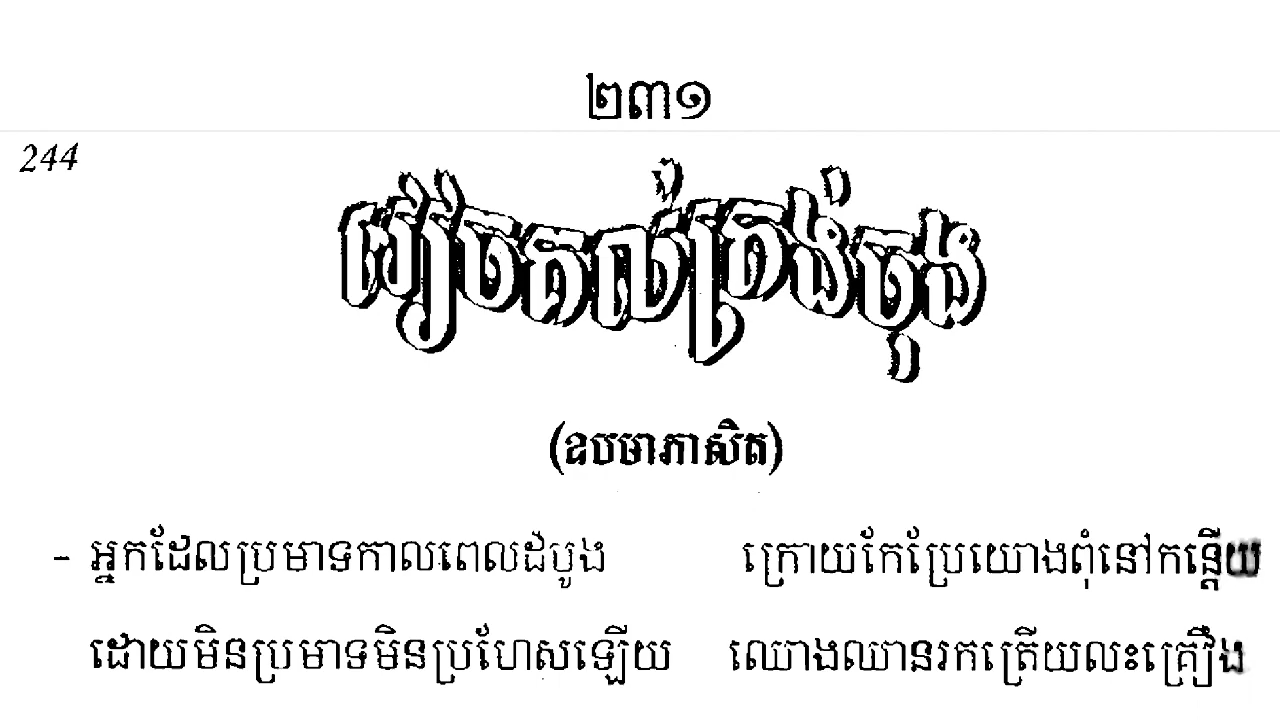 ២៣១
244
រៀចគល់ក្រងំចុង
(ឧបមាភាសិត)
- អ្នកដែលប្រមាទកាលពេលដំបូង ក្រោយកែប្រែយោងពុំនៅកន្តើយ
ដោយមិនប្រមាទមិនប្រហែសឡើយ ឈោងឈានរកត្រើយលះគ្រឿង